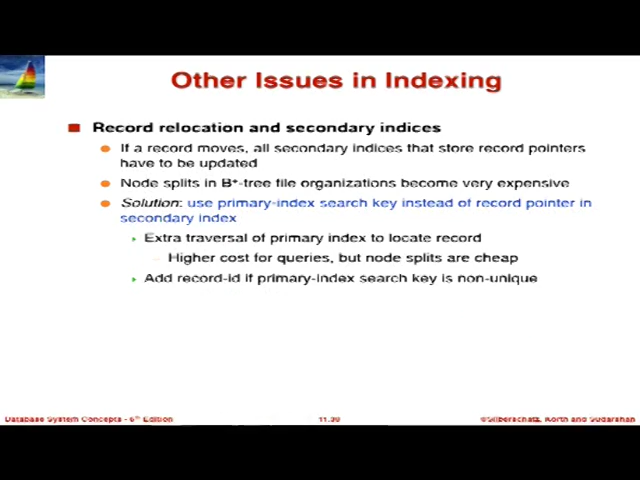 Other Issues in Indexing
Record relocation and secondary indices
If a record moves, all secondary indices that store record pointers
have to be updated
Node splits in B+-tree file organizations become very expensive
Solution: use primary-index search key instead of record pointer in
secondary index
Extra traversal of primary index to locate record
Higher cost for queries, but node splits are cheap
Add record-id if primary-index search key is non-unique
Database System Concepts - 6th Edition
©Silberschatz, Korth and Sudarshan